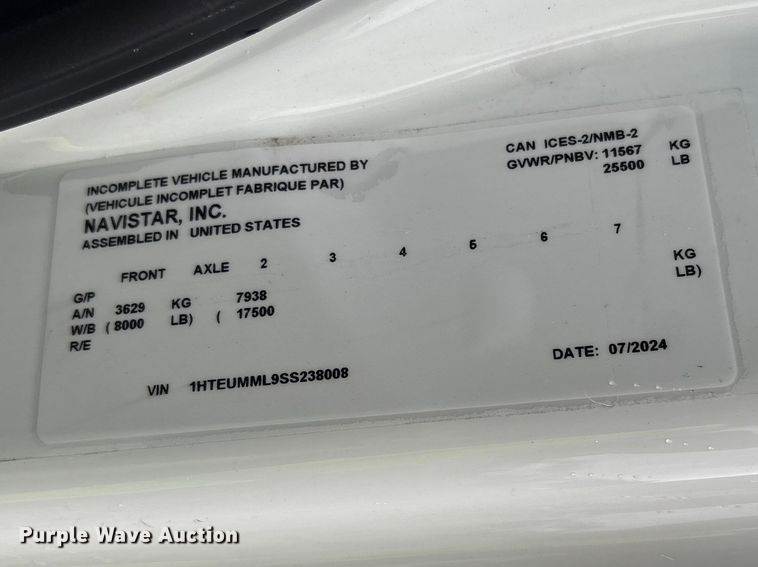 INCOMPLETE VEHICLE MANUFACTURED BY
(VEHICULE INCOMPLET FABRIQUE PAR)
NAVISTAR, INC.
ASSEMBLED IN UNITED STATES
CAN ICES-2/NMB-2
GVWR/PNBV: 11567 KG
25500 LB
FRONT AXLE 2 3 4 5 6 7
G/P
A/N 3629 KG 7938 KG
W/B (8000 LB) ( 17500 LB)
R/E
VIN 1HTEUMML9SS238008
DATE: 07/2024
Purple Wave Auction